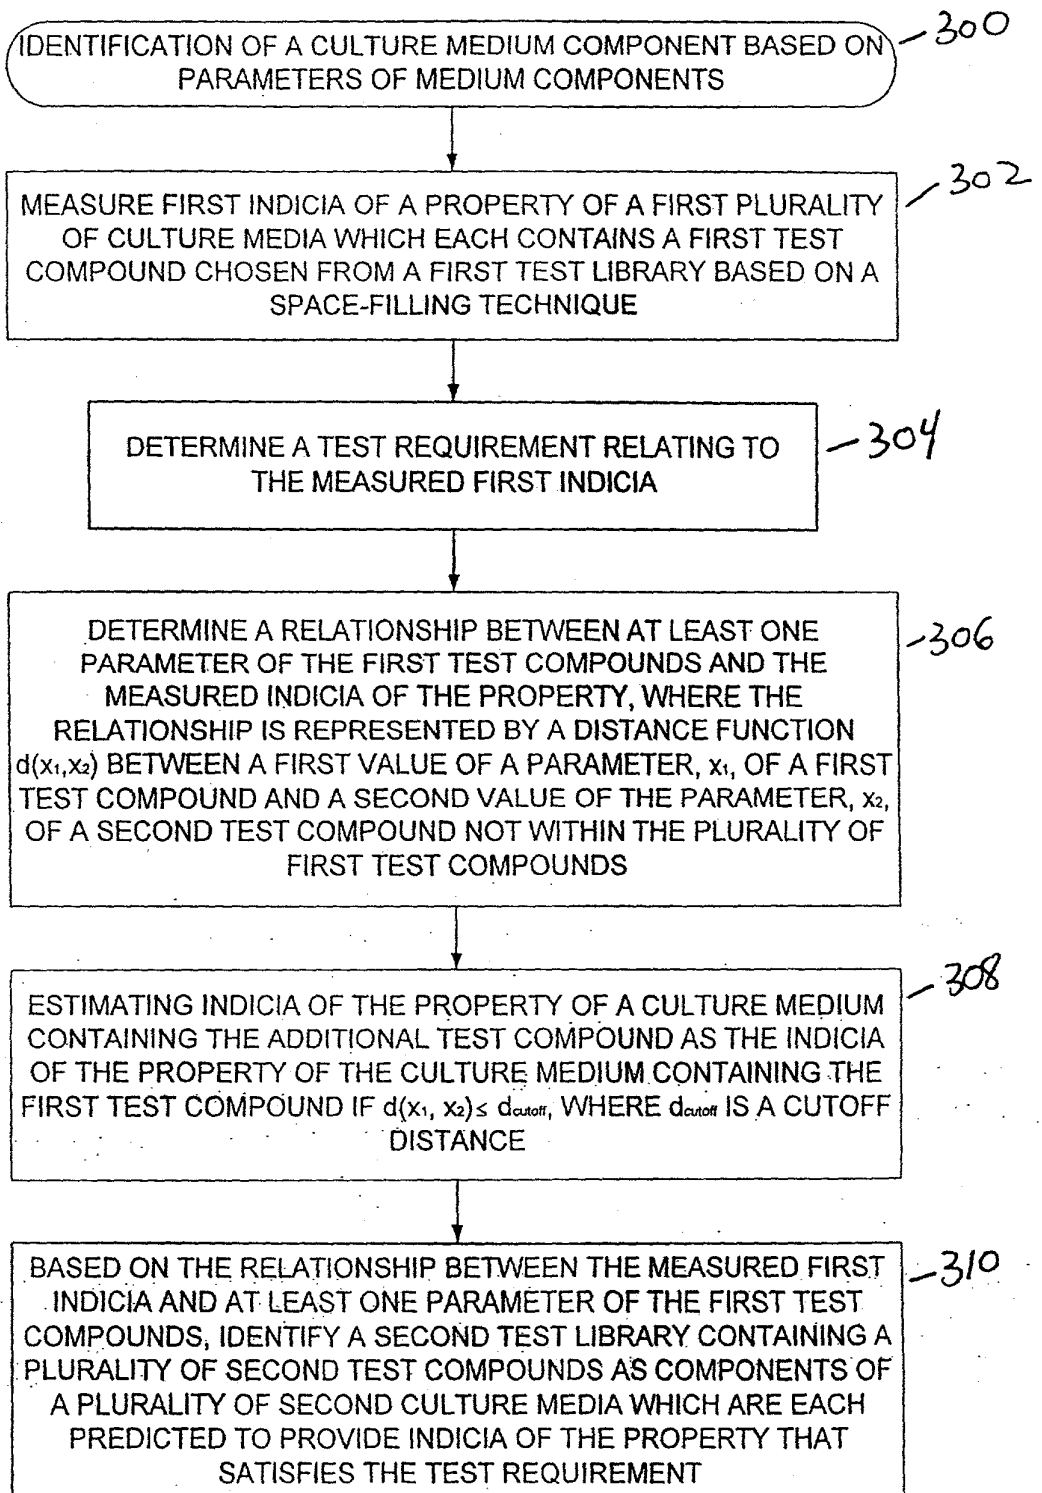 IDENTIFICATION OF A CULTURE MEDIUM COMPONENT BASED ON
PARAMETERS OF MEDIUM COMPONENTS
300
MEASURE FIRST INDICIA OF A PROPERTY OF A FIRST PLURALITY
OF CULTURE MEDIA WHICH EACH CONTAINS A FIRST TEST
COMPOUND CHOSEN FROM A FIRST TEST LIBRARY BASED ON A
SPACE-FILLING TECHNIQUE
302
DETERMINE A TEST REQUIREMENT RELATING TO
THE MEASURED FIRST INDICIA
304
DETERMINE A RELATIONSHIP BETWEEN AT LEAST ONE
PARAMETER OF THE FIRST TEST COMPOUNDS AND THE
MEASURED INDICIA OF THE PROPERTY, WHERE THE
RELATIONSHIP IS REPRESENTED BY A DISTANCE FUNCTION
d(x₁,x₂) BETWEEN A FIRST VALUE OF A PARAMETER, x₁, OF A FIRST
TEST COMPOUND AND A SECOND VALUE OF THE PARAMETER, x₂,
OF A SECOND TEST COMPOUND NOT WITHIN THE PLURALITY OF
FIRST TEST COMPOUNDS
306
ESTIMATING INDICIA OF THE PROPERTY OF A CULTURE MEDIUM
CONTAINING THE ADDITIONAL TEST COMPOUND AS THE INDICIA
OF THE PROPERTY OF THE CULTURE MEDIUM CONTAINING THE
FIRST TEST COMPOUND IF d(x₁, x₂)≤ dcutoff, WHERE dcutoff IS A CUTOFF
DISTANCE
308
BASED ON THE RELATIONSHIP BETWEEN THE MEASURED FIRST
INDICIA AND AT LEAST ONE PARAMETER OF THE FIRST TEST
COMPOUNDS, IDENTIFY A SECOND TEST LIBRARY CONTAINING A
PLURALITY OF SECOND TEST COMPOUNDS AS COMPONENTS OF
A PLURALITY OF SECOND CULTURE MEDIA WHICH ARE EACH
PREDICTED TO PROVIDE INDICIA OF THE PROPERTY THAT
SATISFIES THE TEST REQUIREMENT
310